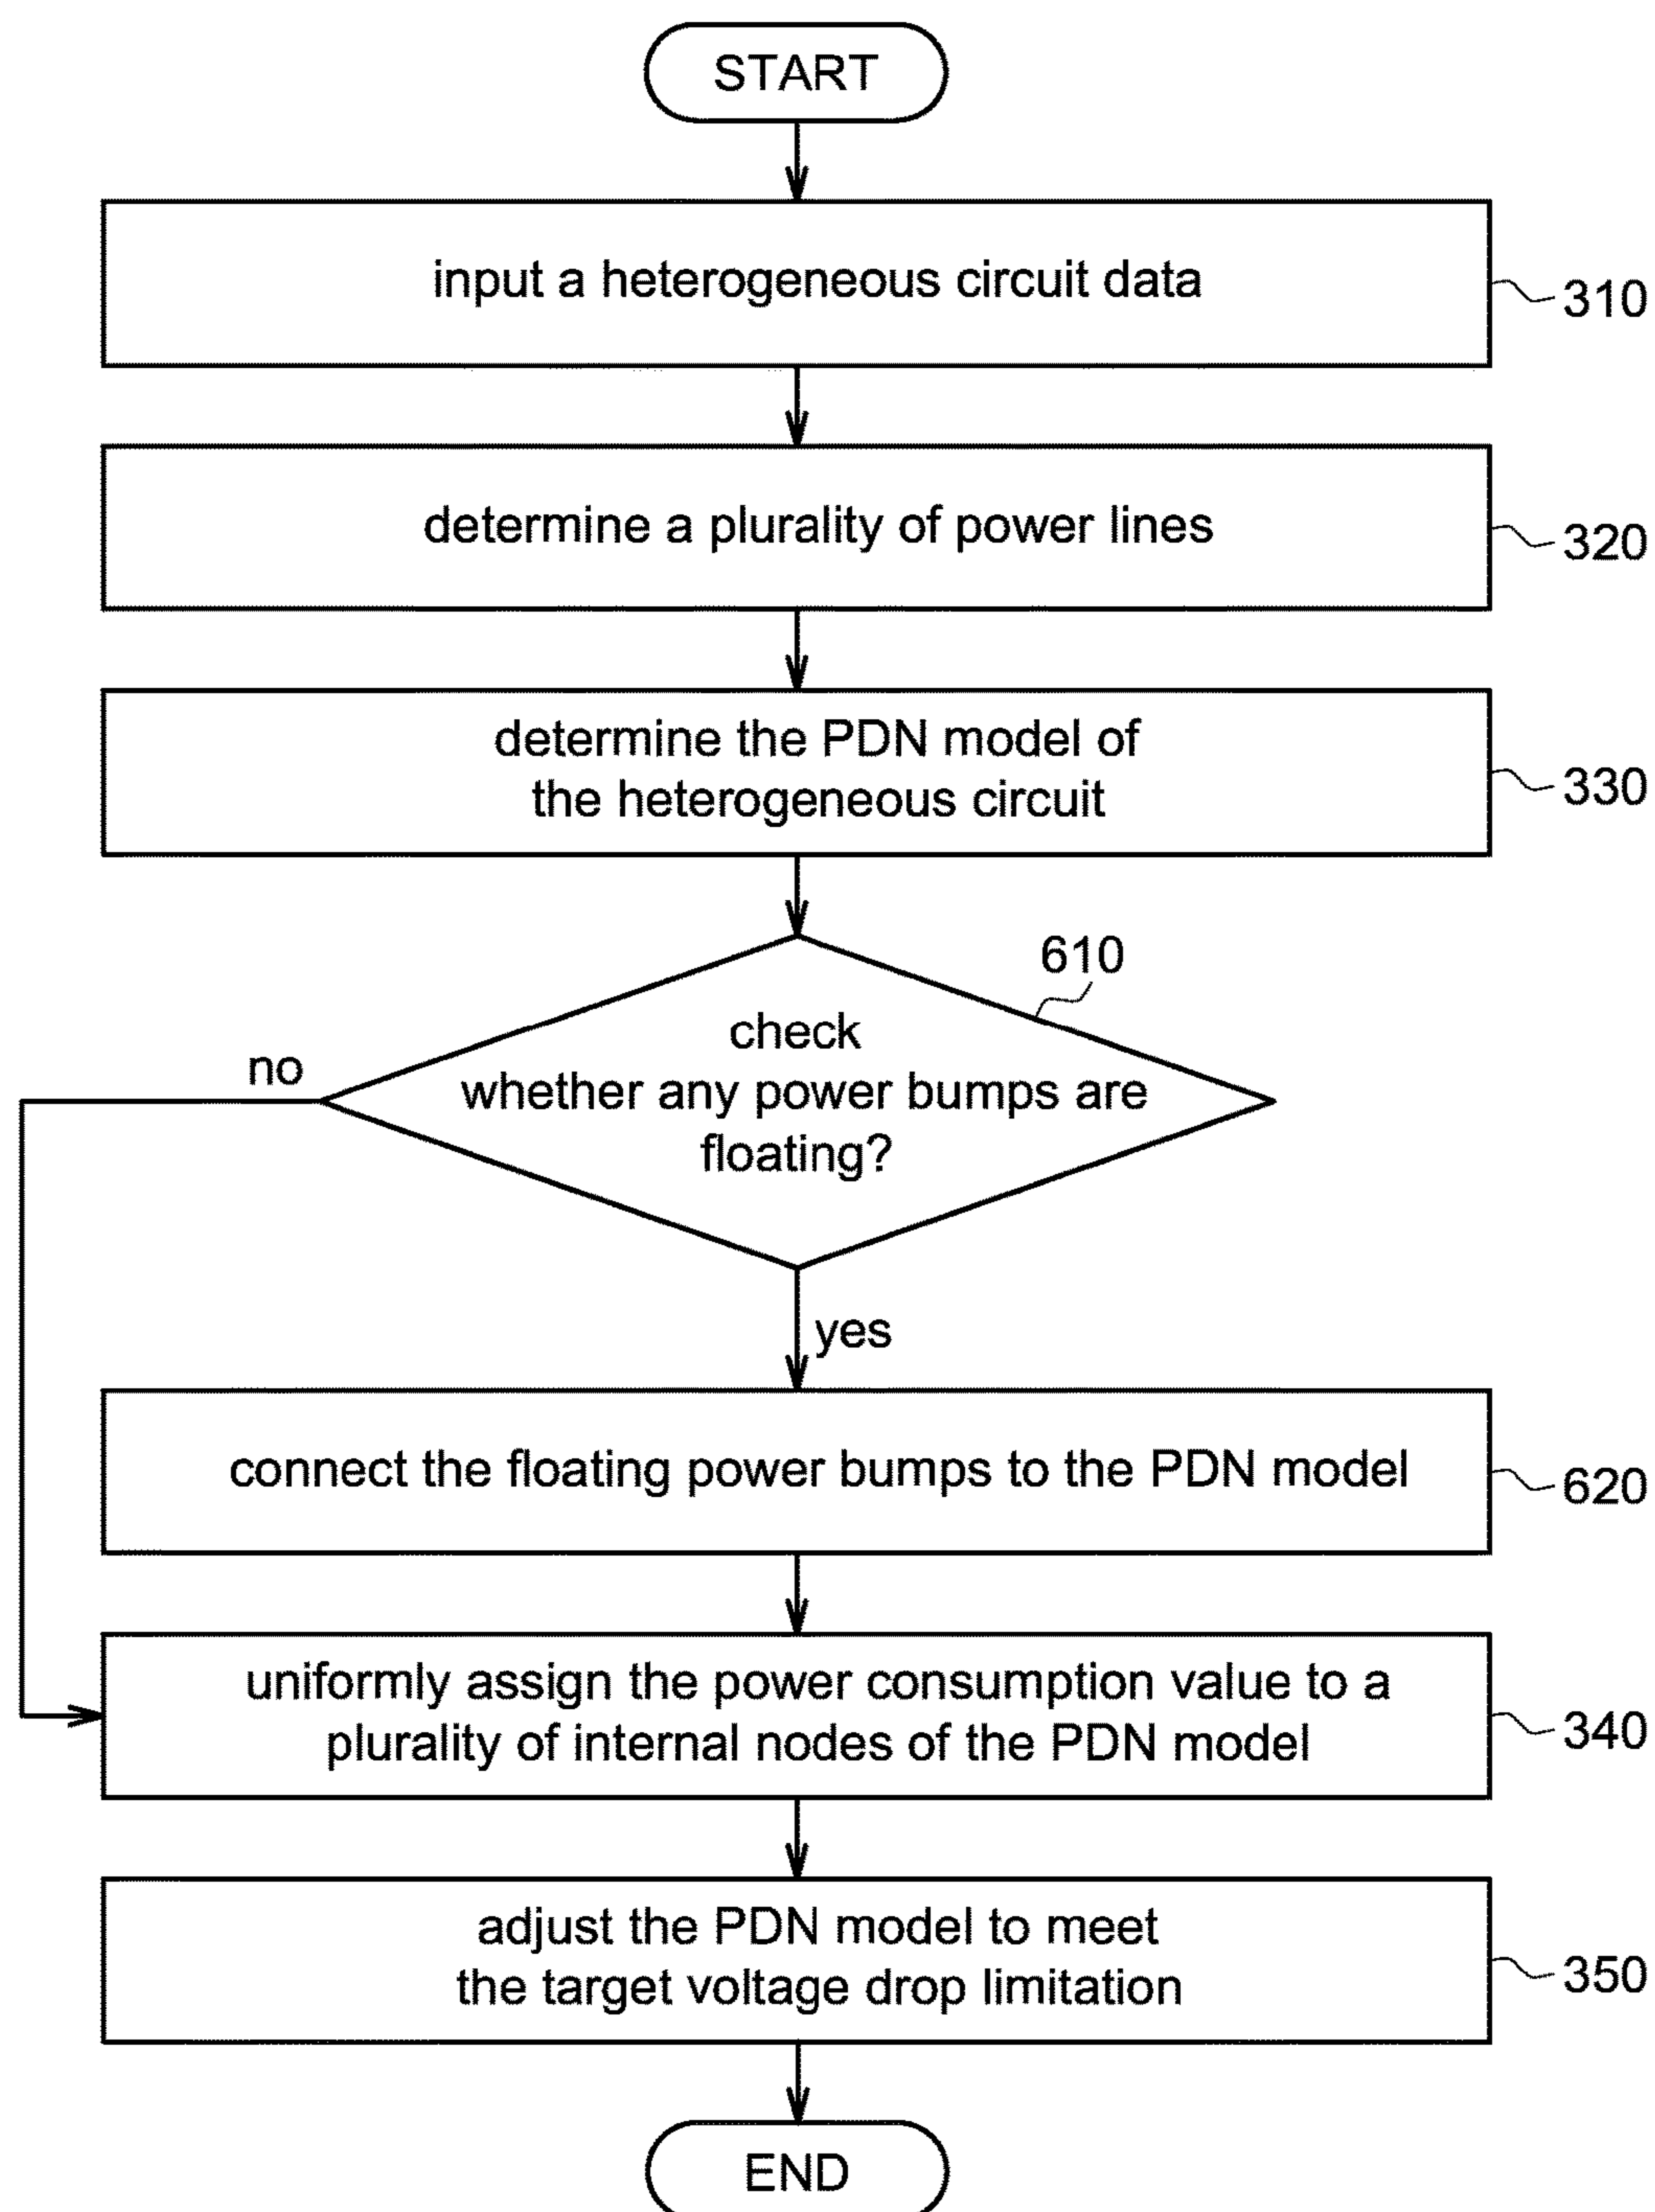 START
input a heterogeneous circuit data
310
determine a plurality of power lines
320
determine the PDN model of
the heterogeneous circuit
330
610
check
whether any power bumps are
floating?
no
yes
connect the floating power bumps to the PDN model
620
uniformly assign the power consumption value to a
plurality of internal nodes of the PDN model
340
adjust the PDN model to meet
the target voltage drop limitation
350
END